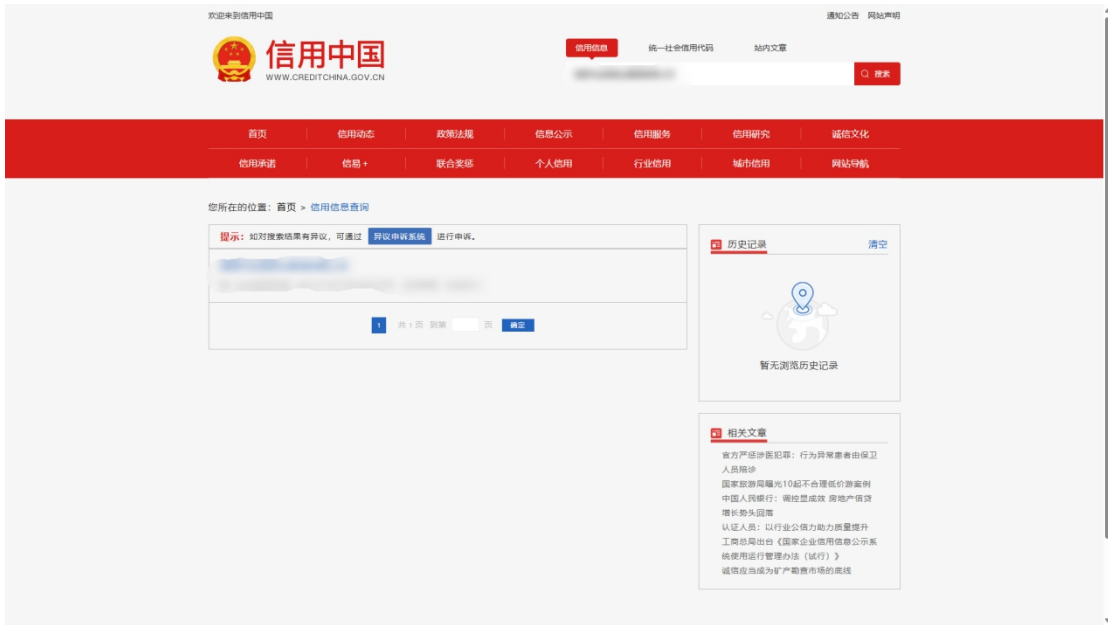 欢迎来到信用中国
通知公告 网站声明
信用中国
WWW.CREDITCHINA.GOV.CN
信用信息 统一社会信用代码 站内文章
搜索
首页 信用动态 政策法规 信息公示 信用服务 信用研究 诚信文化
信用承诺 信易+ 联合奖惩 个人信用 行业信用 城市信用 网站导航
您所在的位置：首页 > 信用信息查询
提示：如对搜索结果有异议，可通过 异议申诉系统 进行申诉。
1 共1页 到第 页 确定
历史记录 清空
暂无浏览历史记录
相关文章
官方严惩涉医犯罪：行为异常患者由保卫
人员陪诊
国家旅游局曝光10起不合理低价游案例
中国人民银行：调控显成效 房地产信贷
增长势头回落
认证人员：以行业公信力助力质量提升
工商总局出台《国家企业信用信息公示系
统使用运行管理办法（试行）》
诚信应当成为矿产勘查市场的底线